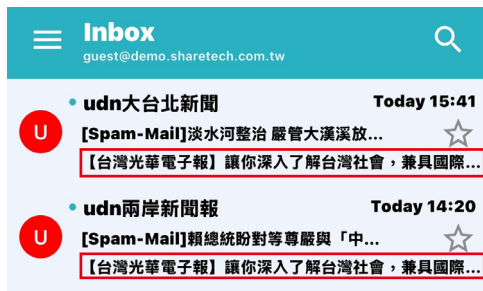 Inbox
guest@demo.sharetech.com.tw
udn大台北新聞 Today 15:41
U
[Spam-Mail]淡水河整治 嚴管大漢溪放...
【台灣光華電子報】讓你深入了解台灣社會，兼具國際...
udn兩岸新聞報 Today 14:20
U
[Spam-Mail]賴總統盼對等尊嚴與「中...
【台灣光華電子報】讓你深入了解台灣社會，兼具國際...